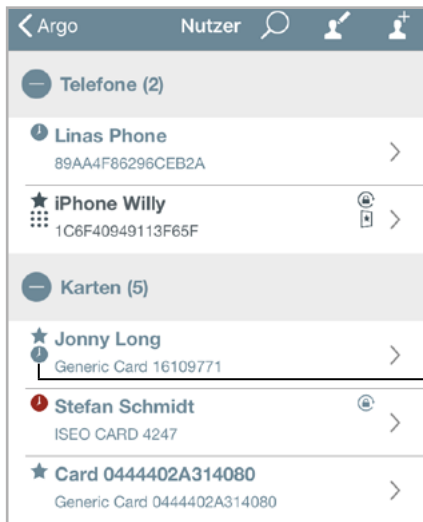 Argo Nutzer
Telefone (2)
Linas Phone
89AA4F86296CEB2A
iPhone Willy
1C6F40949113F65F
Karten (5)
Jonny Long
Generic Card 16109771
Stefan Schmidt
ISEO CARD 4247
Card 0444402A314080
Generic Card 0444402A314080